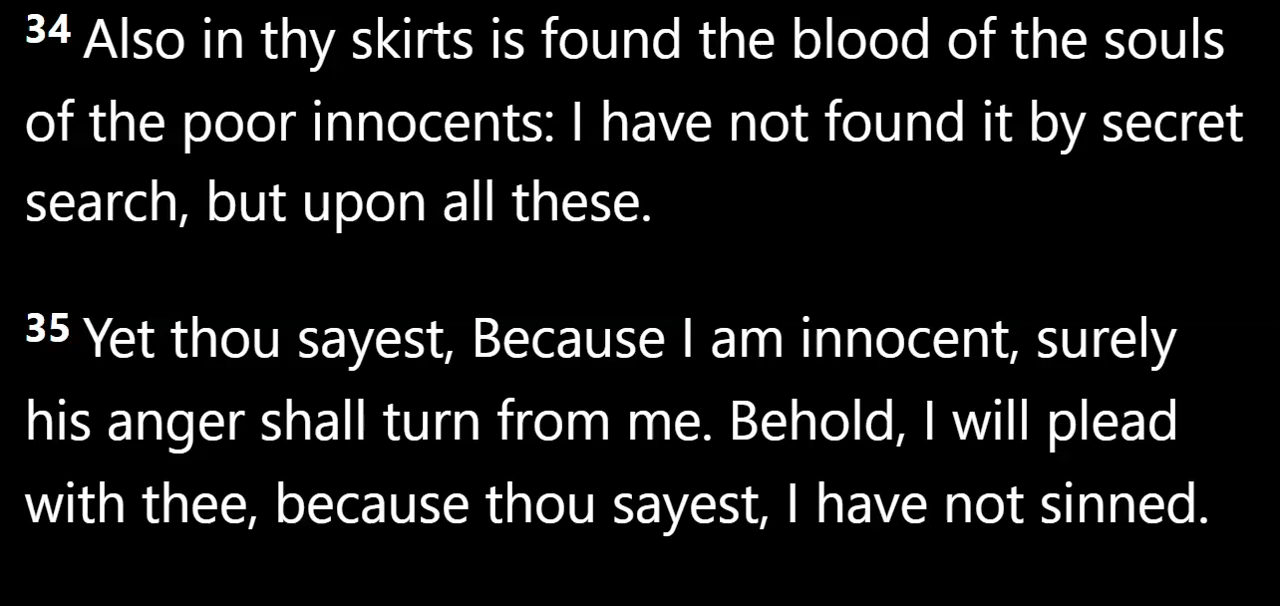 34 Also in thy skirts is found the blood of the souls
of the poor innocents: I have not found it by secret
search, but upon all these.
35 Yet thou sayest, Because I am innocent, surely
his anger shall turn from me. Behold, I will plead
with thee, because thou sayest, I have not sinned.